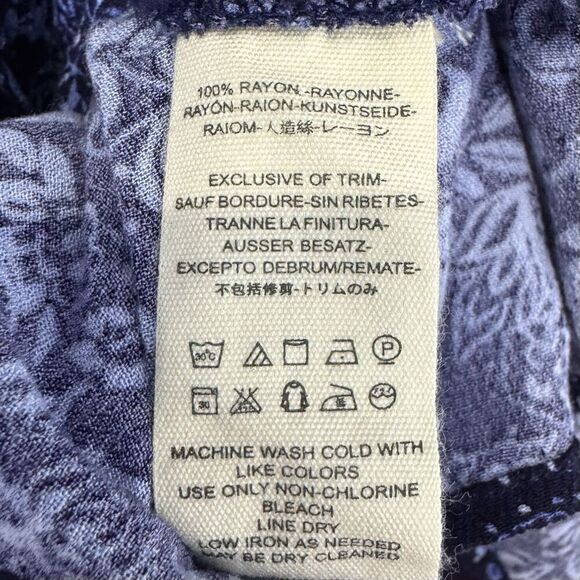 100% RAYON -RAYONNE-
RAYÓN-RAION-KUNSTSEIDE-
RAIOM-人造絲-レーヨン
EXCLUSIVE OF TRIM-
SAUF BORDURE-SIN RIBETES-
TRANNE LA FINITURA-
AUSSER BESATZ-
EXCEPTO DEBRUM/REMATE-
不包括修剪-トリムのみ
30°C P
30
MACHINE WASH COLD WITH
LIKE COLORS
USE ONLY NON-CHLORINE
BLEACH
LINE DRY
LOW IRON AS NEEDED
MAY BE DRY CLEANED